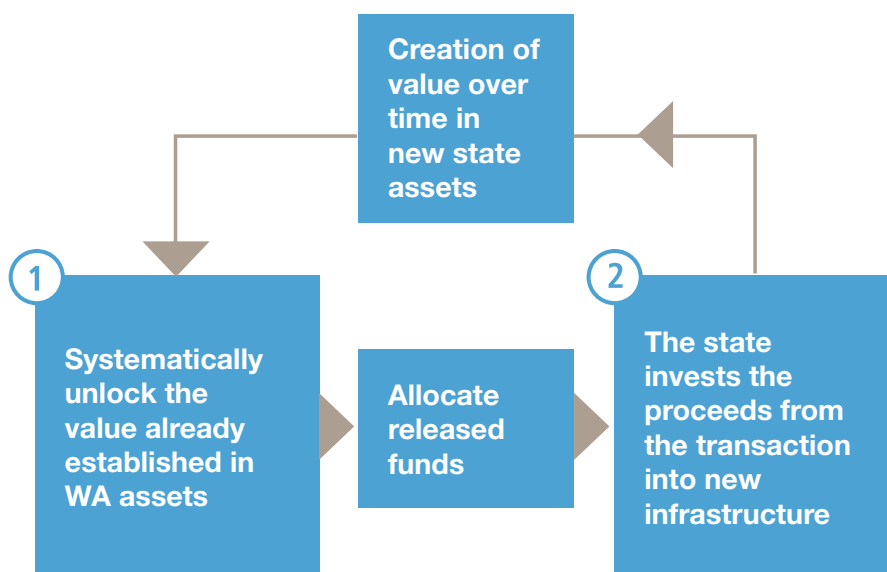 Creation of
value over
time in
new state
assets
1
Systematically
unlock the
value already
established in
WA assets
Allocate
released
funds
2
The state
invests the
proceeds from
the transaction
into new
infrastructure